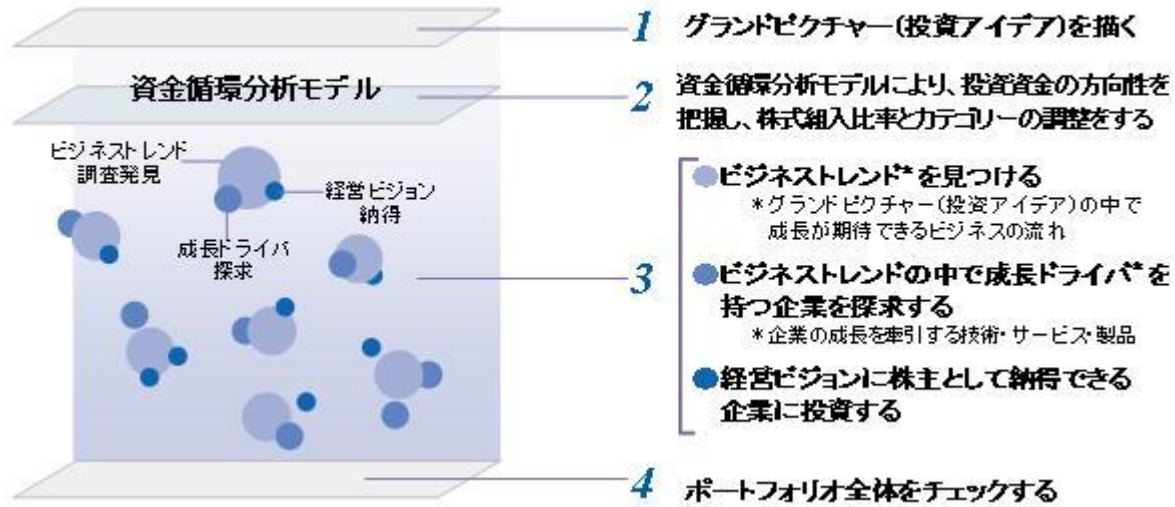 1 グランドピクチャー(投資アイデア)を描く
資金循環分析モデル
2 資金循環分析モデルにより、投資資金の方向性を
把握し、株式組入比率とカテゴリーの調整をする
ビジネストレンド
調査発見
経営ビジョン
納得
成長ドライバ
探求
3
ビジネストレンド*を見つける
*グランドピクチャー(投資アイデア)の中で
成長が期待できるビジネスの流れ
ビジネストレンドの中で成長ドライバ*を
持つ企業を探求する
*企業の成長を牽引する技術・サービス・製品
経営ビジョンに株主として納得できる
企業に投資する
4 ポートフォリオ全体をチェックする